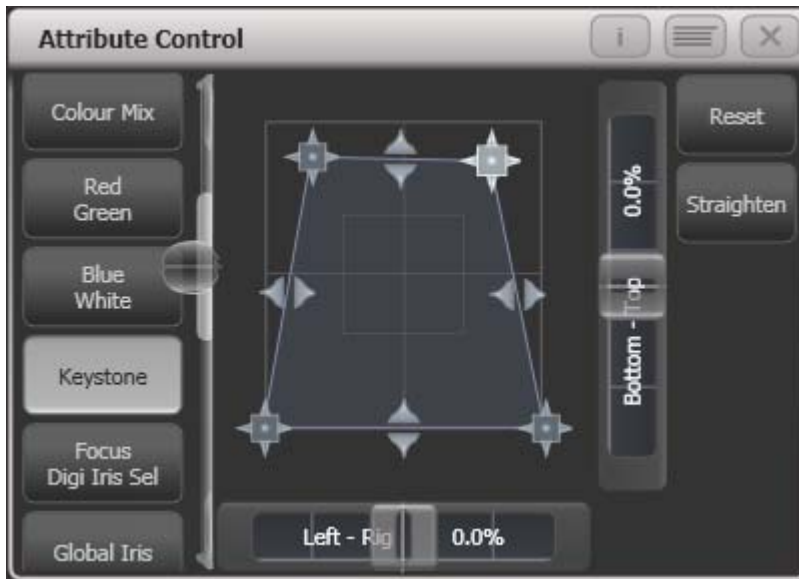 Attribute Control
i
Colour Mix
Red
Green
Blue
White
Keystone
Focus
Digi Iris Sel
Global Iris
0.0%
Bottom - Top
Reset
Straighten
Left - Rig
0.0%